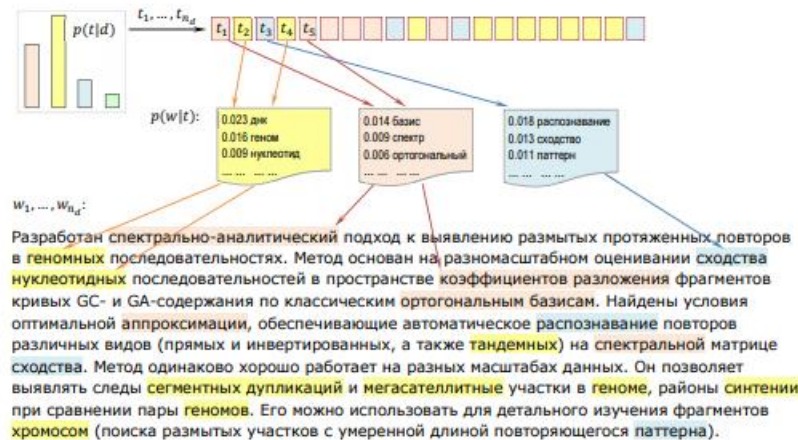 p(t|d)
t₁, … , tₙ_d
t₁ t₂ t₃ t₄ t₅
p(w|t):
0.023 днк
0.016 геном
0.009 нуклеотид
… … … …
0.014 базис
0.009 спектр
0.006 ортогональный
… … … …
0.018 распознавание
0.013 сходство
0.011 паттерн
… … … …
w₁, … , wₙ_d:
Разработан спектрально-аналитический подход к выявлению размытых протяженных повторов
в геномных последовательностях. Метод основан на разномасштабном оценивании сходства
нуклеотидных последовательностей в пространстве коэффициентов разложения фрагментов
кривых GC- и GA-содержания по классическим ортогональным базисам. Найдены условия
оптимальной аппроксимации, обеспечивающие автоматическое распознавание повторов
различных видов (прямых и инвертированных, а также тандемных) на спектральной матрице
сходства. Метод одинаково хорошо работает на разных масштабах данных. Он позволяет
выявлять следы сегментных дупликаций и мегасателлитные участки в геноме, районы синтении
при сравнении пары геномов. Его можно использовать для детального изучения фрагментов
хромосом (поиска размытых участков с умеренной длиной повторяющегося паттерна).